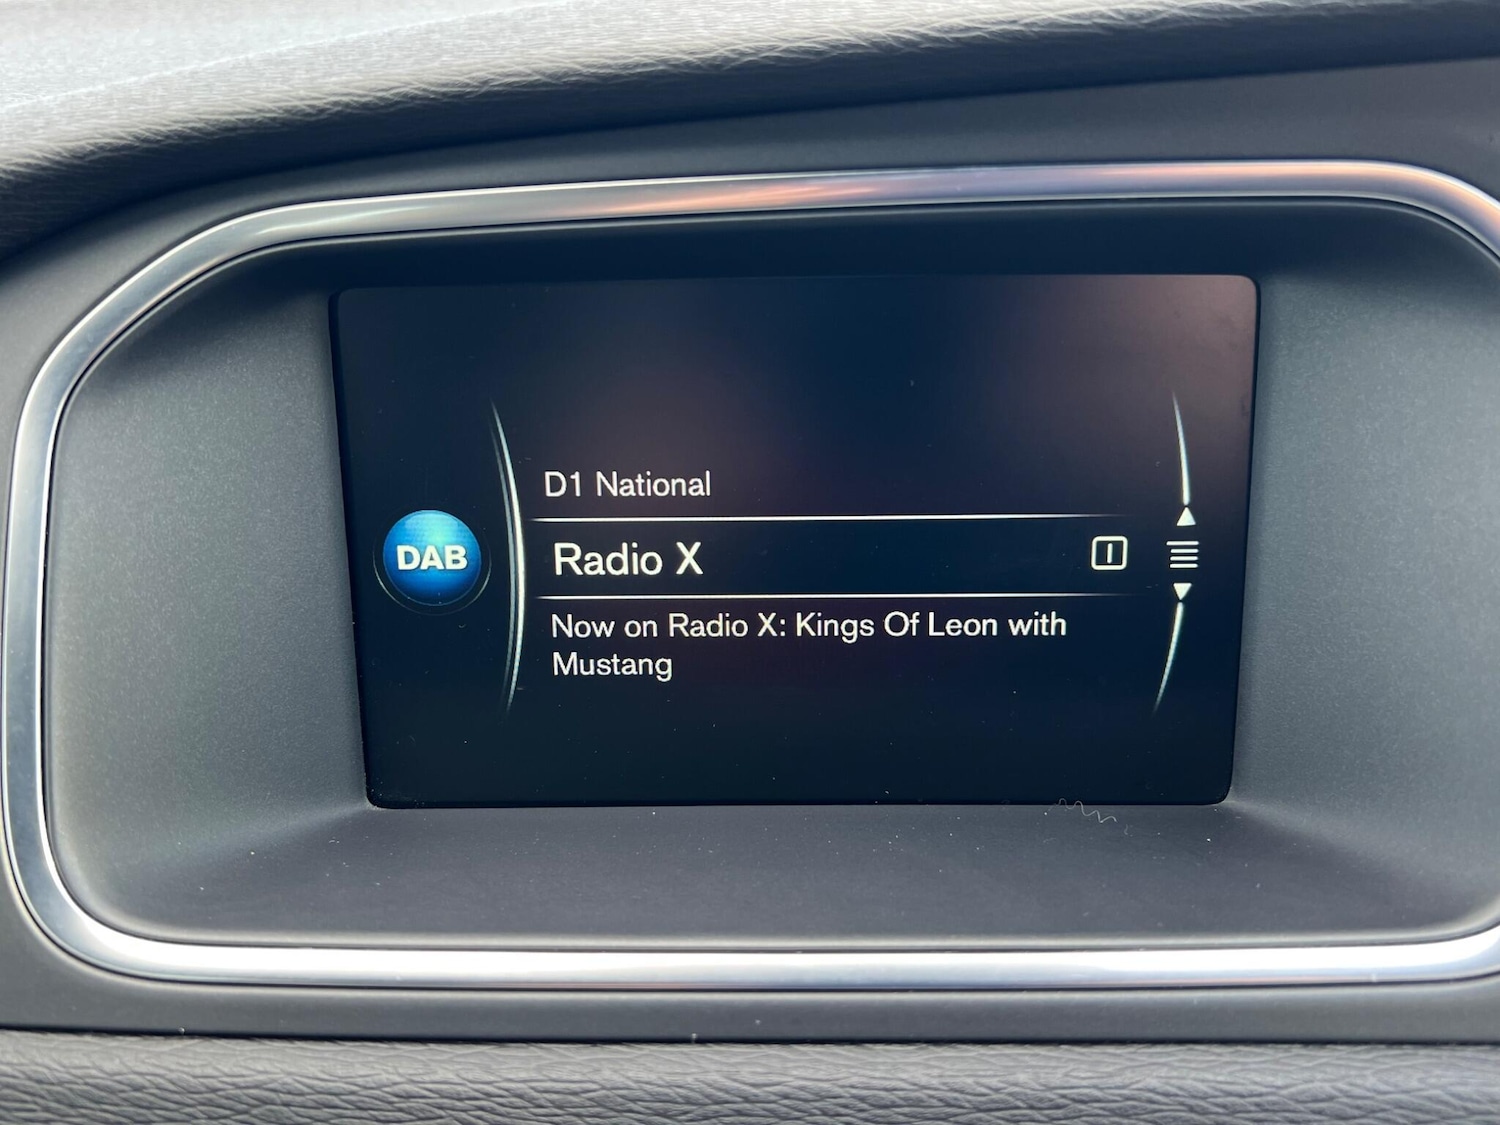 D1 National
DAB
Radio X
Now on Radio X: Kings Of Leon with
Mustang